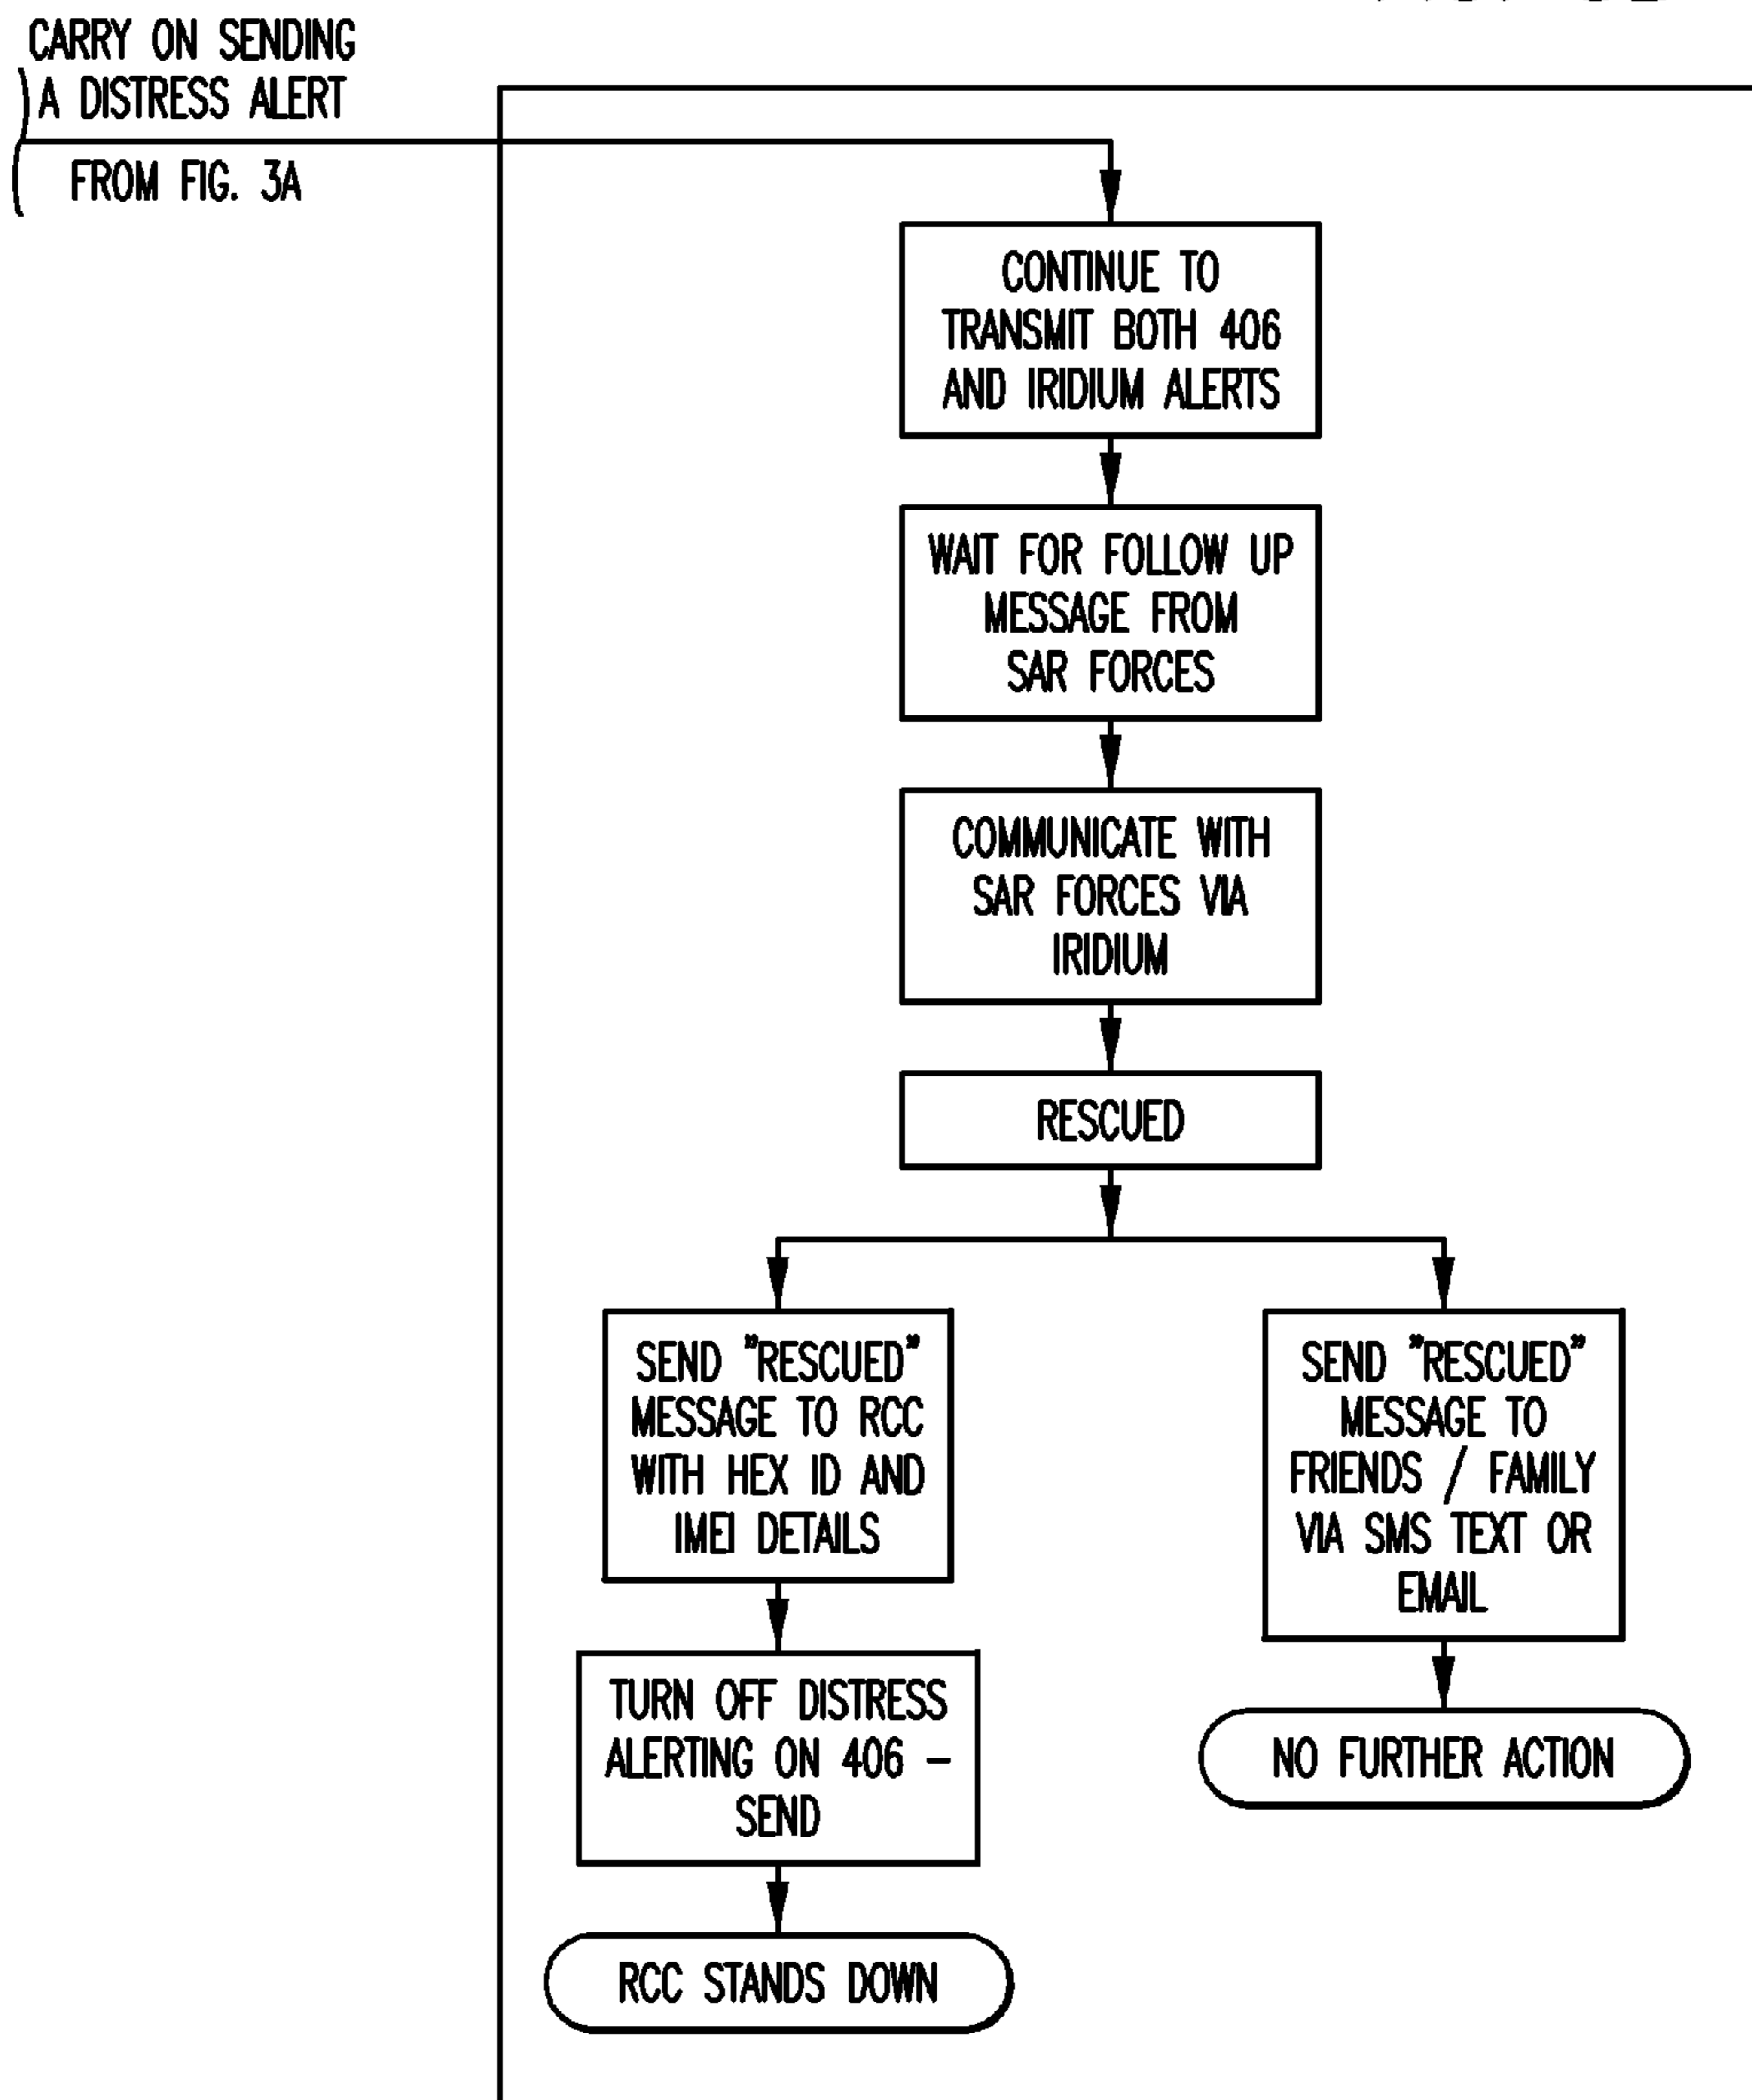 CARRY ON SENDING
A DISTRESS ALERT
FROM FIG. 3A
CONTINUE TO
TRANSMIT BOTH 406
AND IRIDIUM ALERTS
WAIT FOR FOLLOW UP
MESSAGE FROM
SAR FORCES
COMMUNICATE WITH
SAR FORCES VIA
IRIDIUM
RESCUED
SEND "RESCUED"
MESSAGE TO RCC
WITH HEX ID AND
IMEI DETAILS
SEND "RESCUED"
MESSAGE TO
FRIENDS / FAMILY
VIA SMS TEXT OR
EMAIL
TURN OFF DISTRESS
ALERTING ON 406 –
SEND
NO FURTHER ACTION
RCC STANDS DOWN